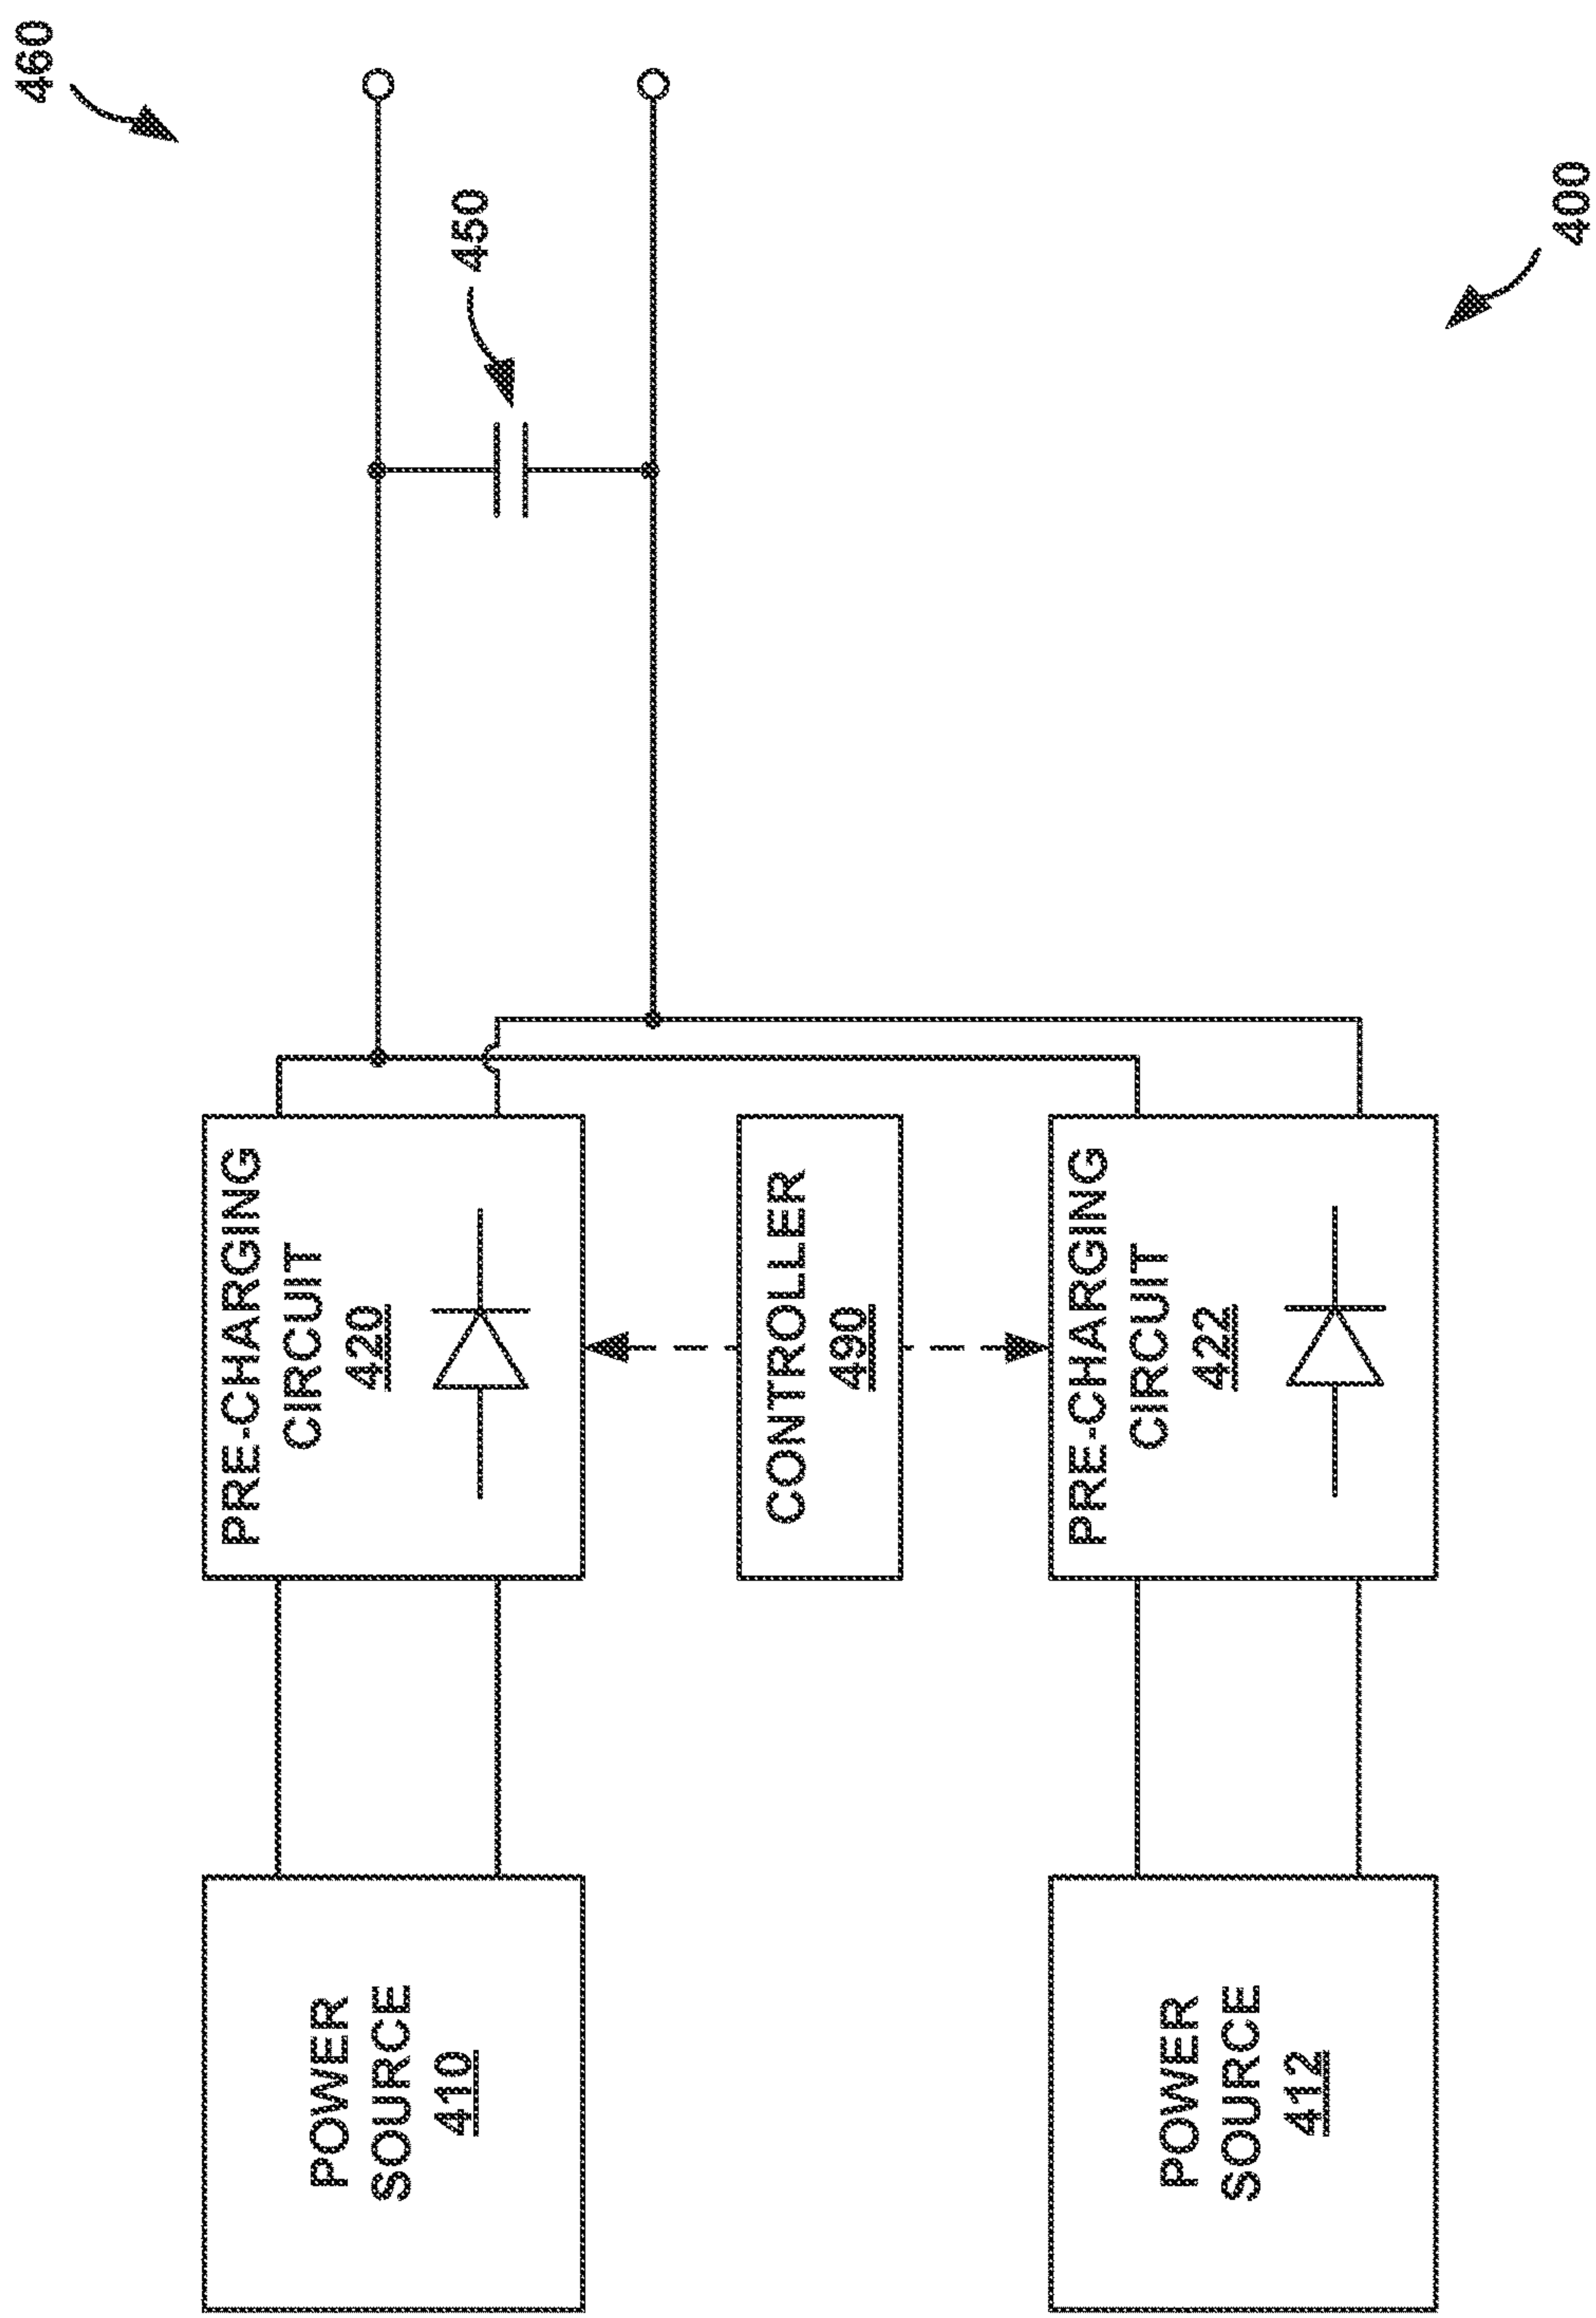 460
450
400
PRE-CHARGING
CIRCUIT
420
CONTROLLER
490
PRE-CHARGING
CIRCUIT
422
POWER
SOURCE
410
POWER
SOURCE
412